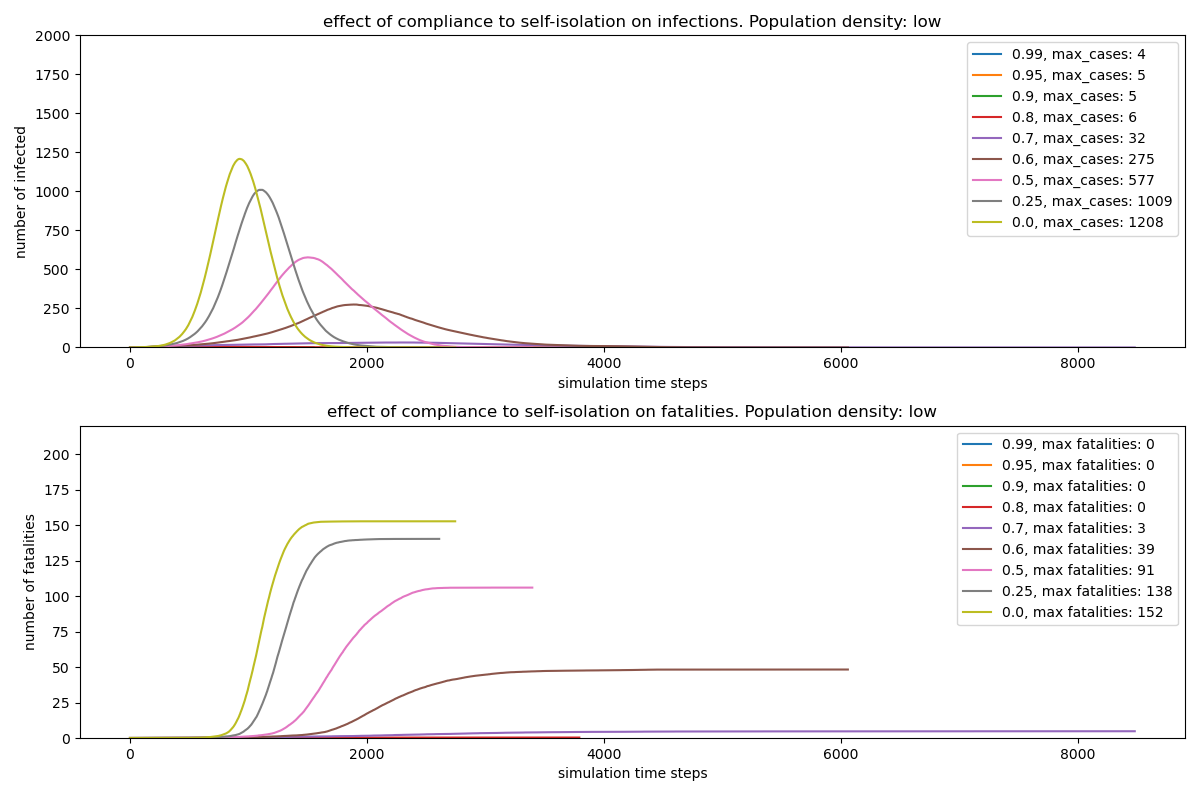 effect of compliance to self-isolation on infections. Population density: low
2000
1750
1500
1250
1000
750
500
250
0
number of infected
0.99, max_cases: 4
0.95, max_cases: 5
0.9, max_cases: 5
0.8, max_cases: 6
0.7, max_cases: 32
0.6, max_cases: 275
0.5, max_cases: 577
0.25, max_cases: 1009
0.0, max_cases: 1208
0 2000 4000 6000 8000
simulation time steps
effect of compliance to self-isolation on fatalities. Population density: low
200
175
150
125
100
75
50
25
0
number of fatalities
0.99, max fatalities: 0
0.95, max fatalities: 0
0.9, max fatalities: 0
0.8, max fatalities: 0
0.7, max fatalities: 3
0.6, max fatalities: 39
0.5, max fatalities: 91
0.25, max fatalities: 138
0.0, max fatalities: 152
0 2000 4000 6000 8000
simulation time steps